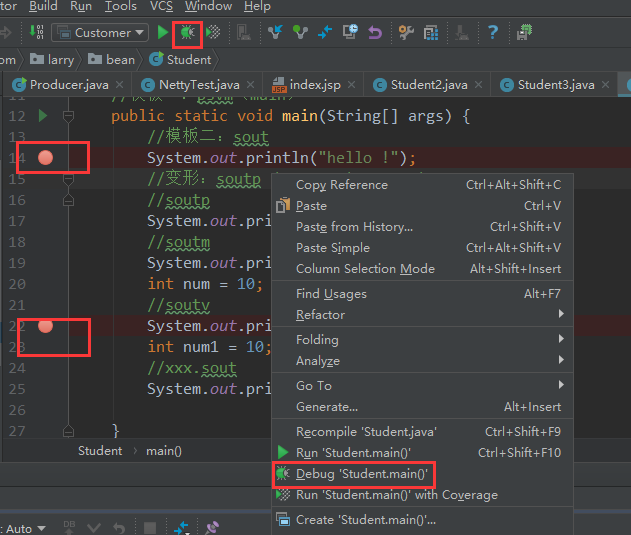 tor Build Run Tools VCS Window Help
Customer
om larry bean Student
Producer.java NettyTest.java index.jsp Student2.java Student3.java
12 public static void main(String[] args) {
13 //模板二：sout
14 System.out.println("hello !");
15 //变形：soutp
16 //soutp
17 System.out.pri
18 //soutm
19 System.out.pri
20 int num = 10;
21 //soutv
22 System.out.pri
23 int num1 = 10;
24 //xxx.sout
25 System.out.pri
26
27 }
Student main()
Copy Reference Ctrl+Alt+Shift+C
Paste Ctrl+V
Paste from History... Ctrl+Shift+V
Paste Simple Ctrl+Alt+Shift+V
Column Selection Mode Alt+Shift+Insert
Find Usages Alt+F7
Refactor
Folding
Analyze
Go To
Generate... Alt+Insert
Recompile 'Student.java' Ctrl+Shift+F9
Run 'Student.main()' Ctrl+Shift+F10
Debug 'Student.main()'
Run 'Student.main()' with Coverage
Create 'Student.main()'...
: Auto